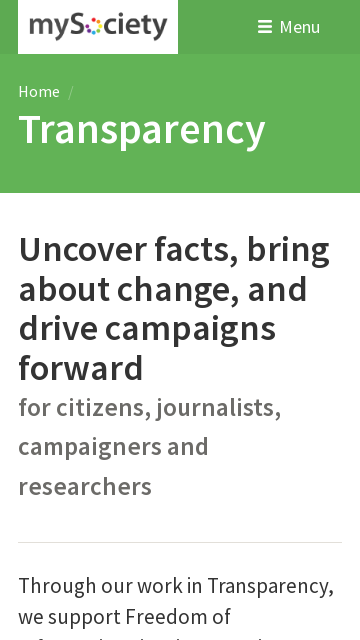 mySociety
Menu
Home /
Transparency
Uncover facts, bring
about change, and
drive campaigns
forward
for citizens, journalists,
campaigners and
researchers
Through our work in Transparency,
we support Freedom of